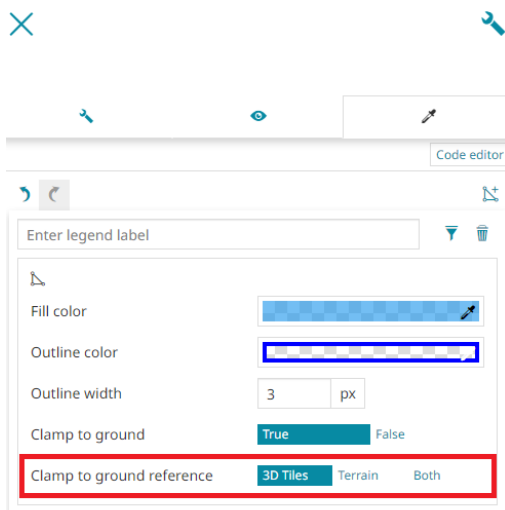 Code editor
Enter legend label
Fill color
Outline color
Outline width 3 px
Clamp to ground True False
Clamp to ground reference 3D Tiles Terrain Both